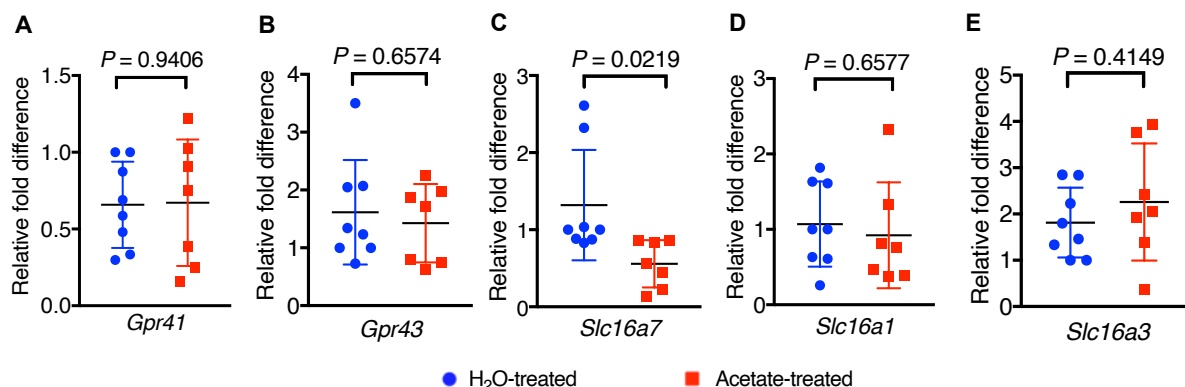 A
P = 0.9406
Relative fold difference
1.5
1.0
0.5
0.0
Gpr41
B
P = 0.6574
Relative fold difference
4
3
2
1
0
Gpr43
C
P = 0.0219
Relative fold difference
3
2
1
0
Slc16a7
D
P = 0.6577
Relative fold difference
3
2
1
0
Slc16a1
E
P = 0.4149
Relative fold difference
5
4
3
2
1
0
Slc16a3
H₂O-treated
Acetate-treated